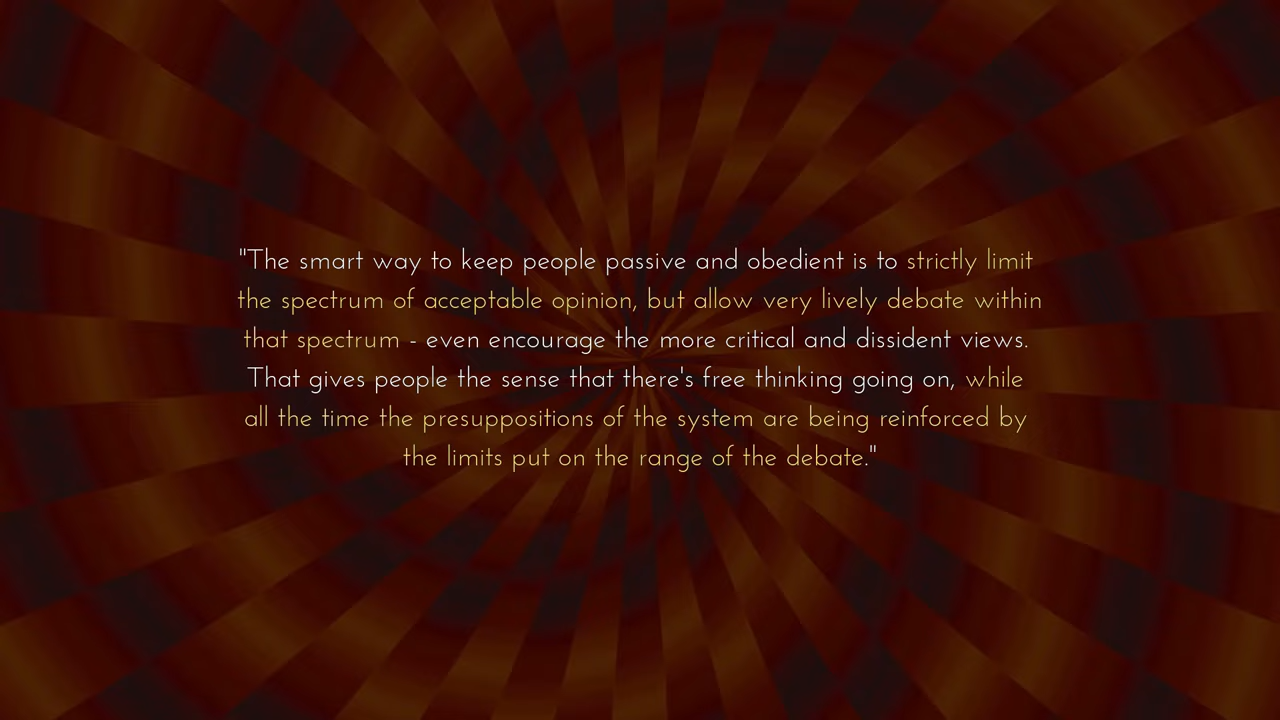 "The smart way to keep people passive and obedient is to strictly limit
the spectrum of acceptable opinion, but allow very lively debate within
that spectrum - even encourage the more critical and dissident views.
That gives people the sense that there's free thinking going on, while
all the time the presuppositions of the system are being reinforced by
the limits put on the range of the debate."